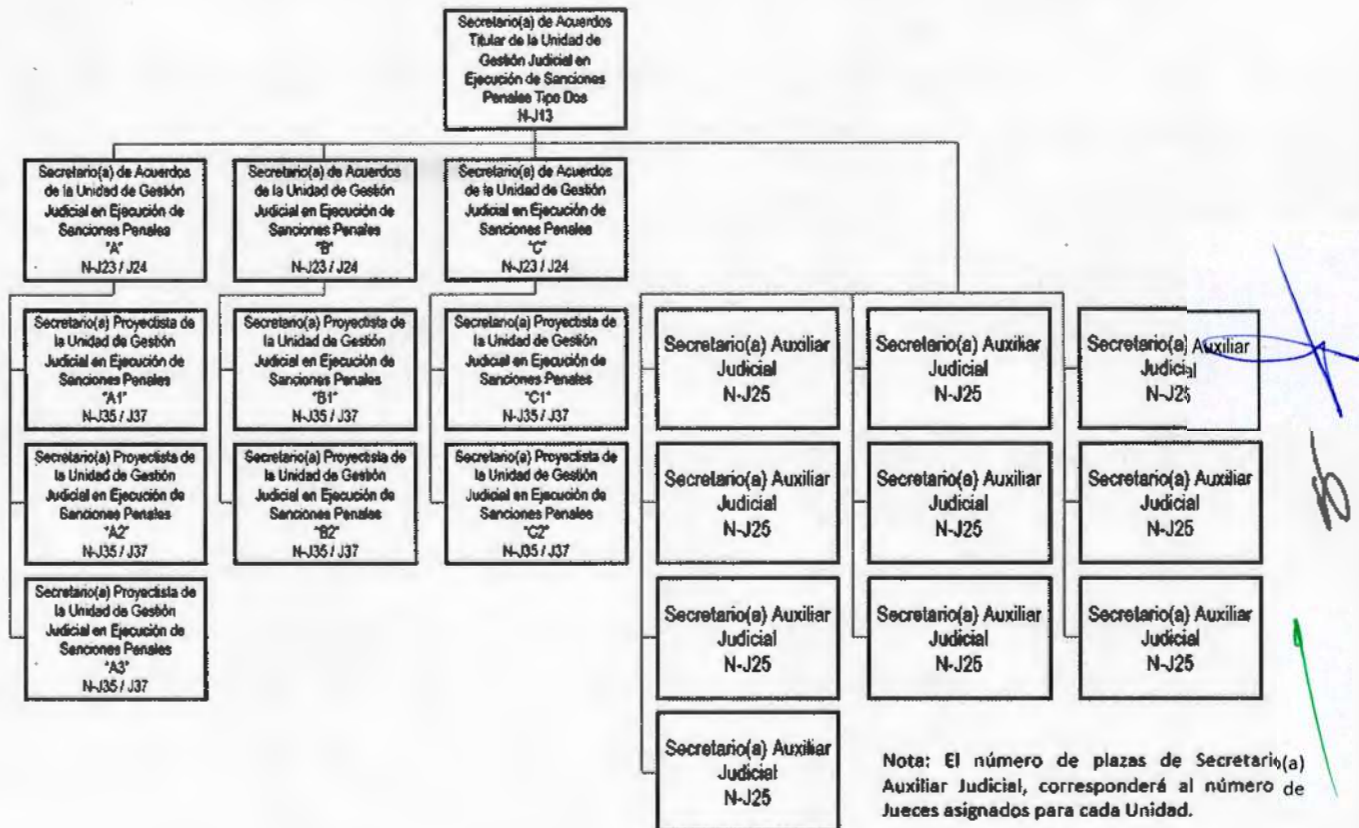 Secretario(a) de Acuerdos
Titular de la Unidad de
Gestión Judicial en
Ejecución de Sanciones
Penales Tipo Dos
N-J13
Secretario(a) de Acuerdos
de la Unidad de Gestión
Judicial en Ejecución de
Sanciones Penales
"A"
N-J23 / J24
Secretario(a) de Acuerdos
de la Unidad de Gestión
Judicial en Ejecución de
Sanciones Penales
"B"
N-J23 / J24
Secretario(a) de Acuerdos
de la Unidad de Gestión
Judicial en Ejecución de
Sanciones Penales
"C"
N-J23 / J24
Secretario(a) Proyectista de
la Unidad de Gestión
Judicial en Ejecución de
Sanciones Penales
"A1"
N-J35 / J37
Secretario(a) Proyectista de
la Unidad de Gestión
Judicial en Ejecución de
Sanciones Penales
"B1"
N-J35 / J37
Secretario(a) Proyectista de
la Unidad de Gestión
Judicial en Ejecución de
Sanciones Penales
"C1"
N-J35 / J37
Secretario(a) Auxiliar
Judicial
N-J25
Secretario(a) Auxiliar
Judicial
N-J25
Secretario(a) Auxiliar
Judicial
N-J25
Secretario(a) Proyectista de
la Unidad de Gestión
Judicial en Ejecución de
Sanciones Penales
"A2"
N-J35 / J37
Secretario(a) Proyectista de
la Unidad de Gestión
Judicial en Ejecución de
Sanciones Penales
"B2"
N-J35 / J37
Secretario(a) Proyectista de
la Unidad de Gestión
Judicial en Ejecución de
Sanciones Penales
"C2"
N-J35 / J37
Secretario(a) Auxiliar
Judicial
N-J25
Secretario(a) Auxiliar
Judicial
N-J25
Secretario(a) Auxiliar
Judicial
N-J25
Secretario(a) Proyectista de
la Unidad de Gestión
Judicial en Ejecución de
Sanciones Penales
"A3"
N-J35 / J37
Secretario(a) Auxiliar
Judicial
N-J25
Secretario(a) Auxiliar
Judicial
N-J25
Secretario(a) Auxiliar
Judicial
N-J25
Secretario(a) Auxiliar
Judicial
N-J25
Nota: El número de plazas de Secretario(a)
Auxiliar Judicial, corresponderá al número de
Jueces asignados para cada Unidad.